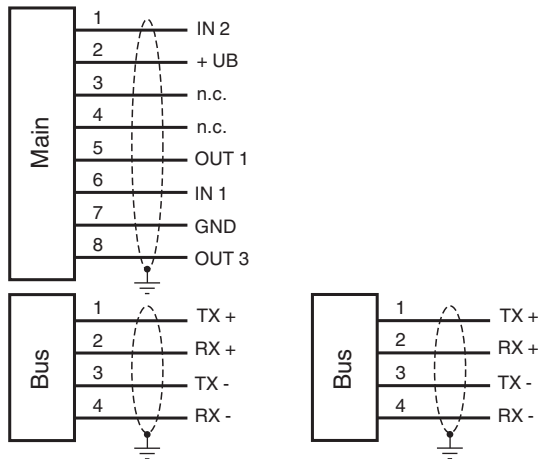 Main
1 IN 2
2 + UB
3 n.c.
4 n.c.
5 OUT 1
6 IN 1
7 GND
8 OUT 3
Bus
1 TX +
2 RX +
3 TX -
4 RX -
Bus
1 TX +
2 RX +
3 TX -
4 RX -